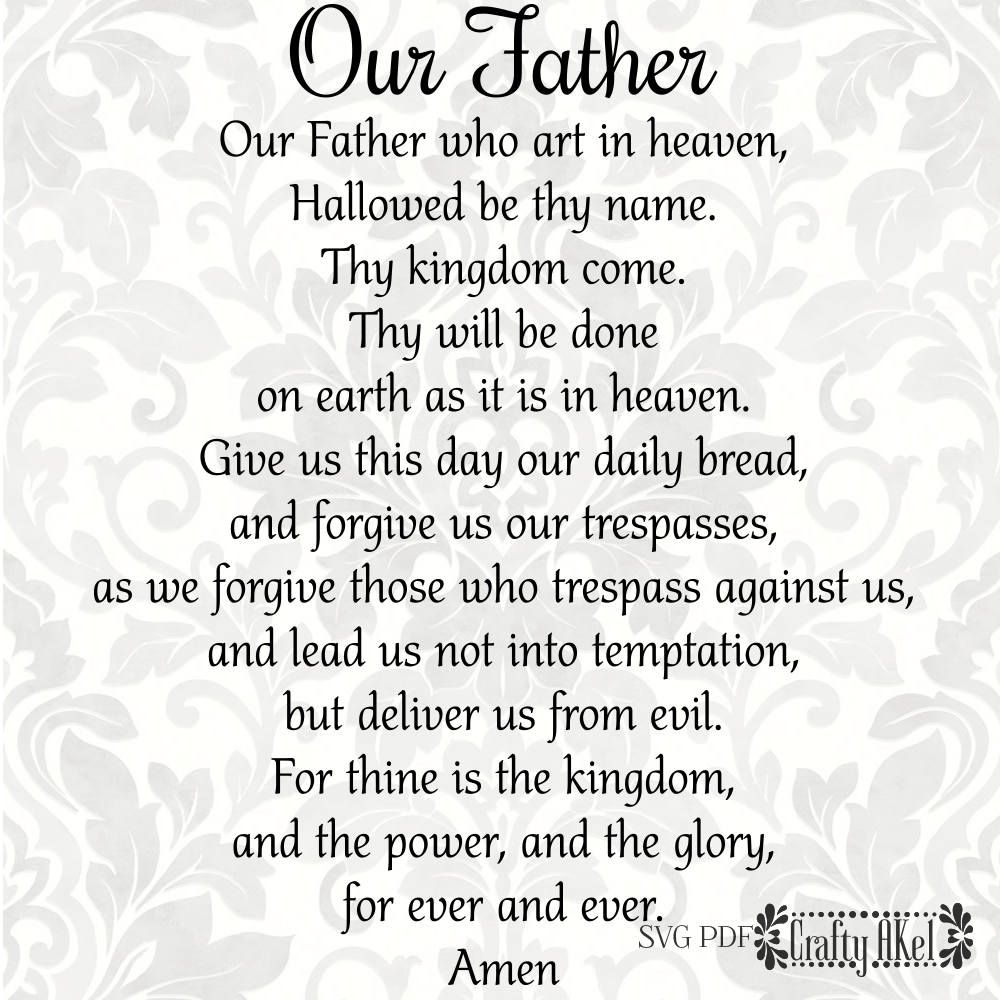 Our Father
Our Father who art in heaven,
Hallowed be thy name.
Thy kingdom come.
Thy will be done
on earth as it is in heaven.
Give us this day our daily bread,
and forgive us our trespasses,
as we forgive those who trespass against us,
and lead us not into temptation,
but deliver us from evil.
For thine is the kingdom,
and the power, and the glory,
for ever and ever.
SVG PDF Crafty AKel
Amen